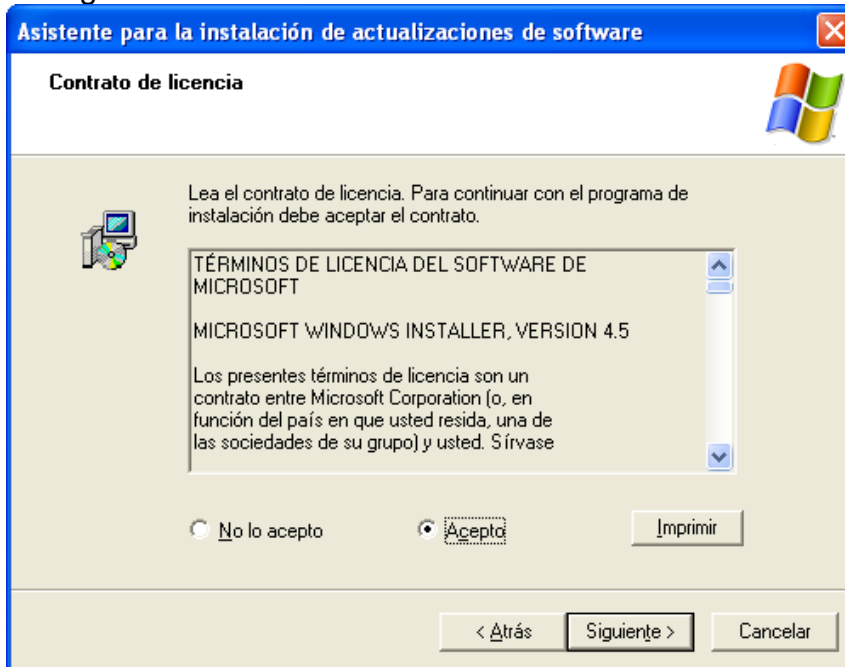 Asistente para la instalación de actualizaciones de software
Contrato de licencia
Lea el contrato de licencia. Para continuar con el programa de
instalación debe aceptar el contrato.
TÉRMINOS DE LICENCIA DEL SOFTWARE DE
MICROSOFT
MICROSOFT WINDOWS INSTALLER, VERSION 4.5
Los presentes términos de licencia son un
contrato entre Microsoft Corporation (o, en
función del país en que usted resida, una de
las sociedades de su grupo) y usted. Sírvase
No lo acepto Acepto Imprimir
< Atrás Siguiente > Cancelar